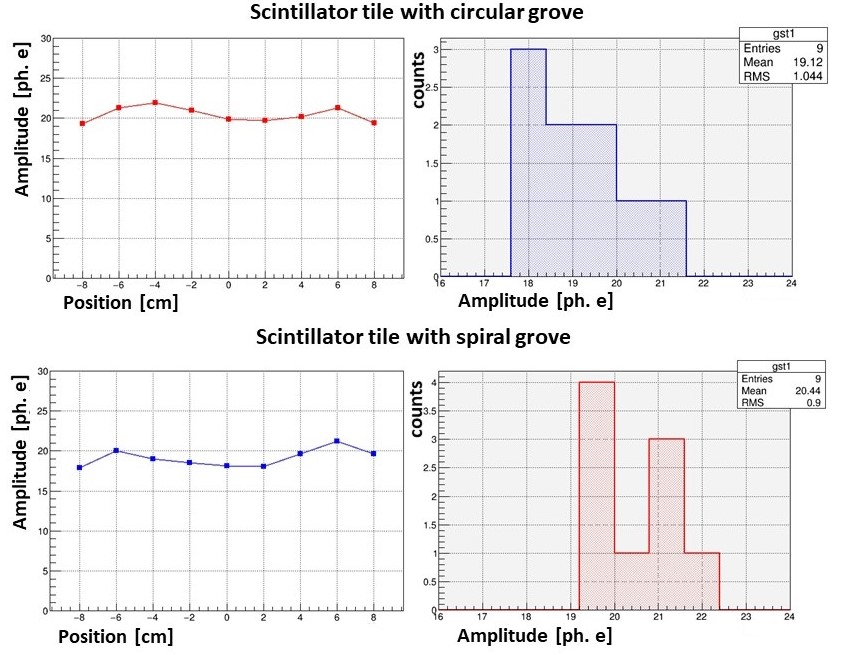 Scintillator tile with circular grove
Amplitude [ph. e]
30
25
20
15
10
5
0
−8 −6 −4 −2 0 2 4 6 8
Position [cm]
counts
3
2.5
2
1.5
1
0.5
0
16 17 18 19 20 21 22 23 24
Amplitude [ph. e]
gst1
Entries 9
Mean 19.12
RMS 1.044
Scintillator tile with spiral grove
Amplitude [ph. e]
30
25
20
15
10
5
0
−8 −6 −4 −2 0 2 4 6 8
Position [cm]
counts
4
3.5
3
2.5
2
1.5
1
0.5
0
16 17 18 19 20 21 22 23 24
Amplitude [ph. e]
gst1
Entries 9
Mean 20.44
RMS 0.9